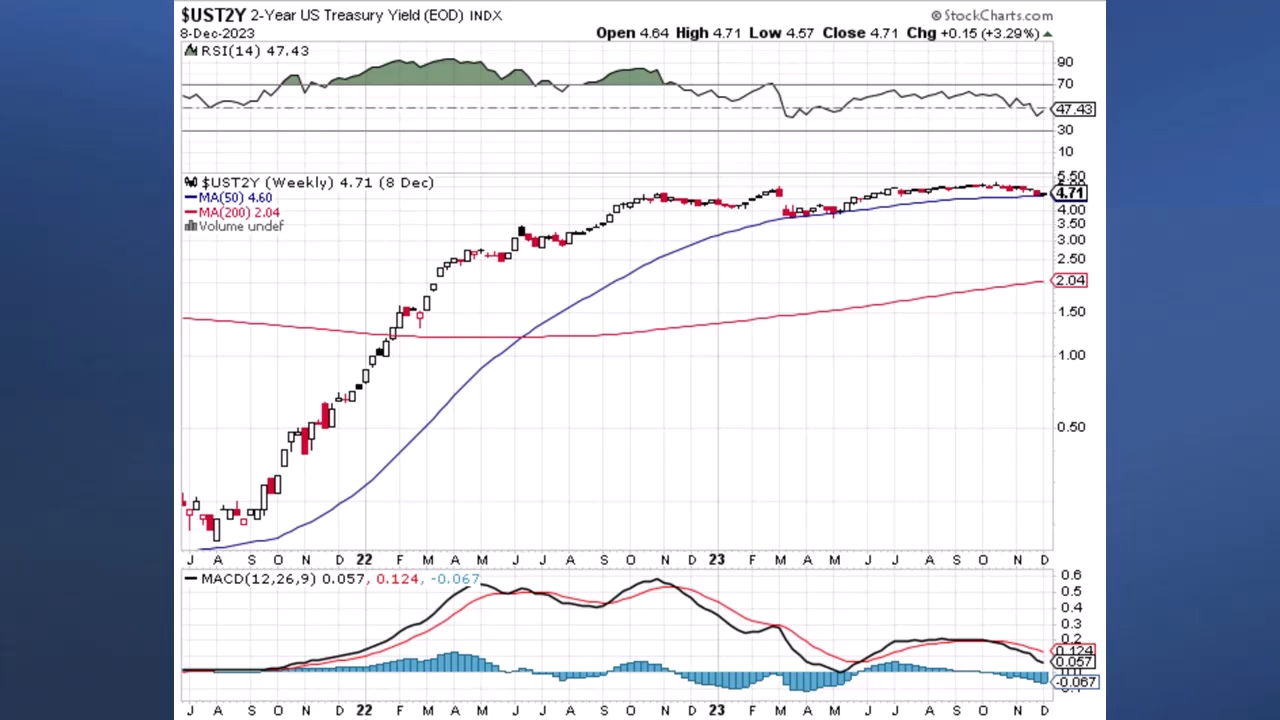 $UST2Y 2-Year US Treasury Yield (EOD) INDX
© StockCharts.com
8-Dec-2023
Open 4.64 High 4.71 Low 4.57 Close 4.71 Chg +0.15 (+3.29%)
RSI(14) 47.43
90
70
47.43
30
10
$UST2Y (Weekly) 4.71 (8 Dec)
MA(50) 4.60
MA(200) 2.04
Volume undef
5.50
4.71
4.00
3.50
3.00
2.50
2.04
1.50
1.00
0.50
J A S O N D 22 F M A M J J A S O N D 23 F M A M J J A S O N D
MACD(12,26,9) 0.057, 0.124, -0.067
0.6
0.5
0.4
0.3
0.2
0.124
0.057
-0.067
J A S O N D 22 F M A M J J A S O N D 23 F M A M J J A S O N D